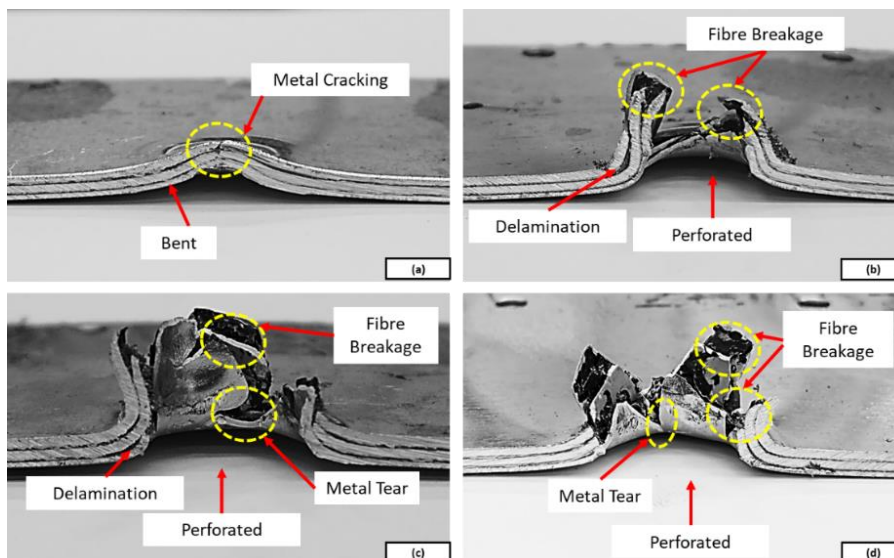 Metal Cracking
Bent
(a)
Fibre Breakage
Delamination
Perforated
(b)
Fibre
Breakage
Delamination
Metal Tear
Perforated
(c)
Fibre
Breakage
Metal Tear
Perforated
(d)